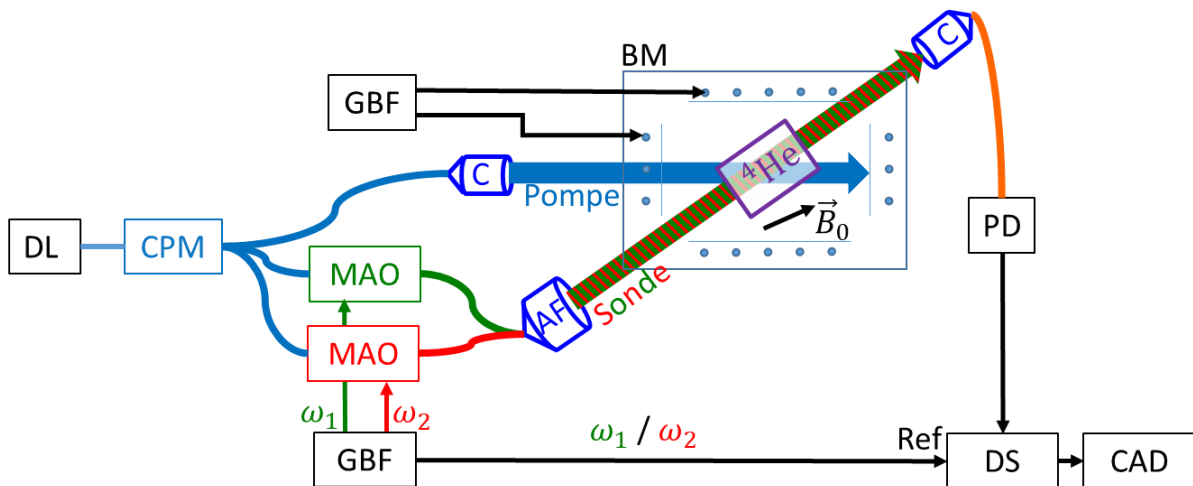 C
BM
GBF
⁴He
C
Pompe
B⃗₀
DL
CPM
MAO
PD
AF
Sonde
MAO
ω₁
ω₂
ω₁ / ω₂
Ref
GBF
DS
CAD